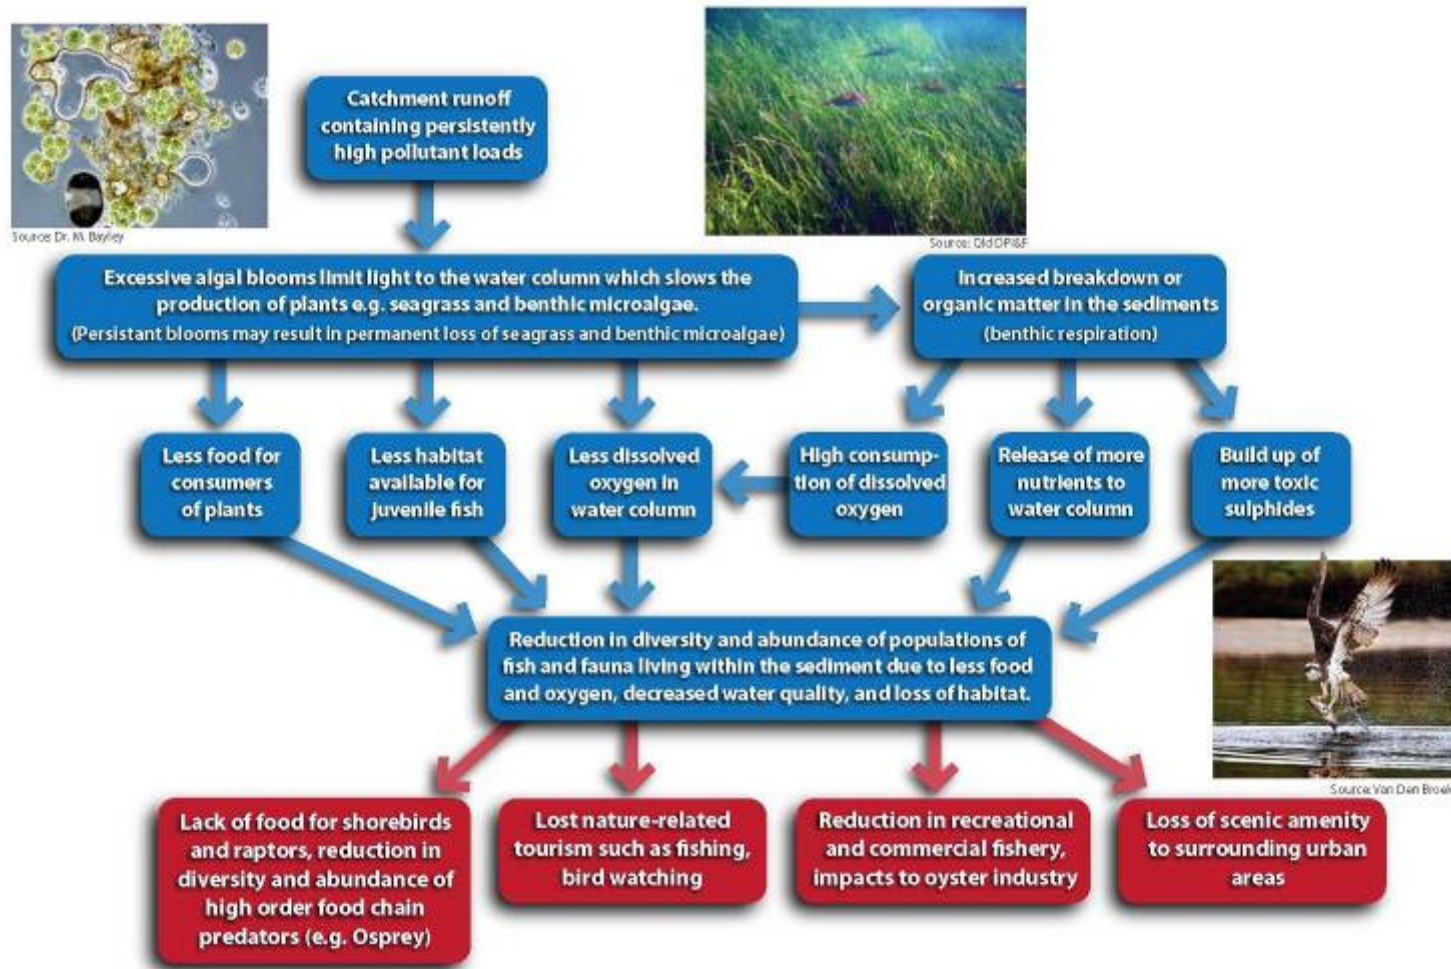 Source: Dr. M. Bayley
Catchment runoff
containing persistently
high pollutant loads
Source: Qld DPI&F
Excessive algal blooms limit light to the water column which slows the
production of plants e.g. seagrass and benthic microalgae.
(Persistant blooms may result in permanent loss of seagrass and benthic microalgae)
Increased breakdown or
organic matter in the sediments
(benthic respiration)
Less food for
consumers
of plants
Less habitat
available for
juvenile fish
Less dissolved
oxygen in
water column
High consump-
tion of dissolved
oxygen
Release of more
nutrients to
water column
Build up of
more toxic
sulphides
Reduction in diversity and abundance of populations of
fish and fauna living within the sediment due to less food
and oxygen, decreased water quality, and loss of habitat.
Source: Van Den Broek
Lack of food for shorebirds
and raptors, reduction in
diversity and abundance of
high order food chain
predators (e.g. Osprey)
Lost nature-related
tourism such as fishing,
bird watching
Reduction in recreational
and commercial fishery,
impacts to oyster industry
Loss of scenic amenity
to surrounding urban
areas